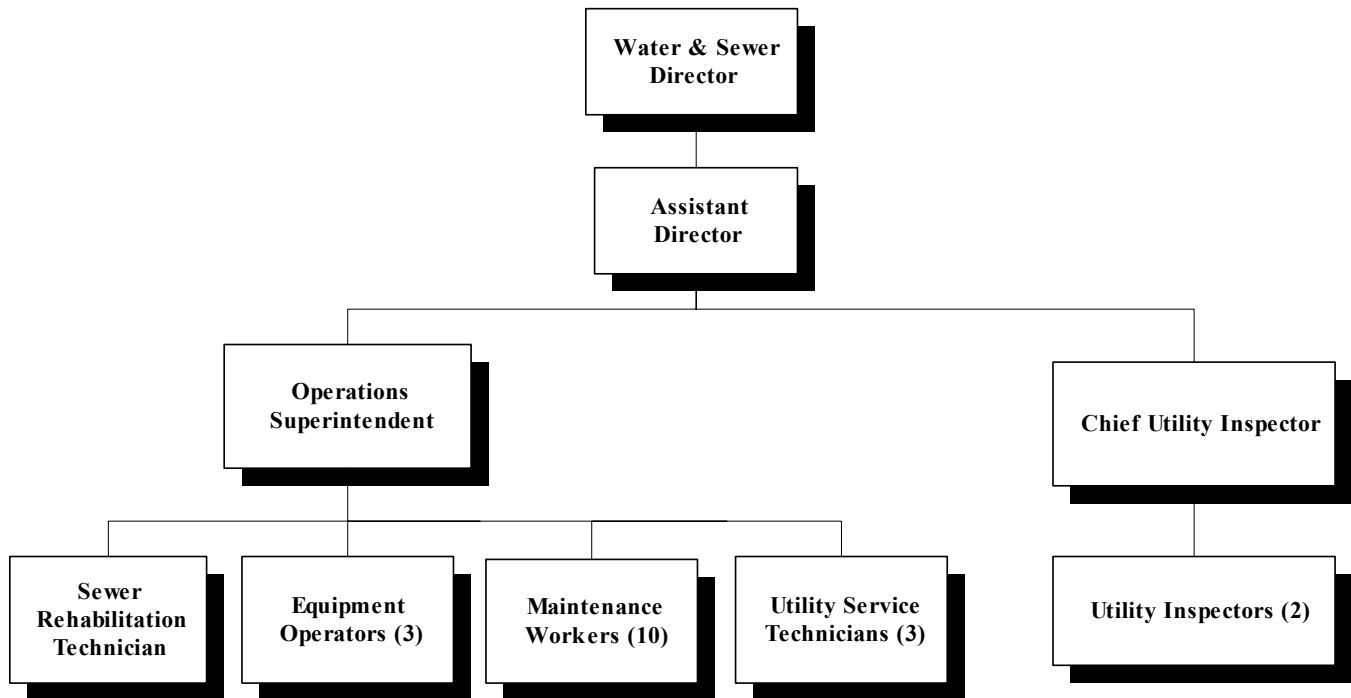 Water & Sewer
Director
Assistant
Director
Operations
Superintendent
Chief Utility Inspector
Sewer
Rehabilitation
Technician
Equipment
Operators (3)
Maintenance
Workers (10)
Utility Service
Technicians (3)
Utility Inspectors (2)